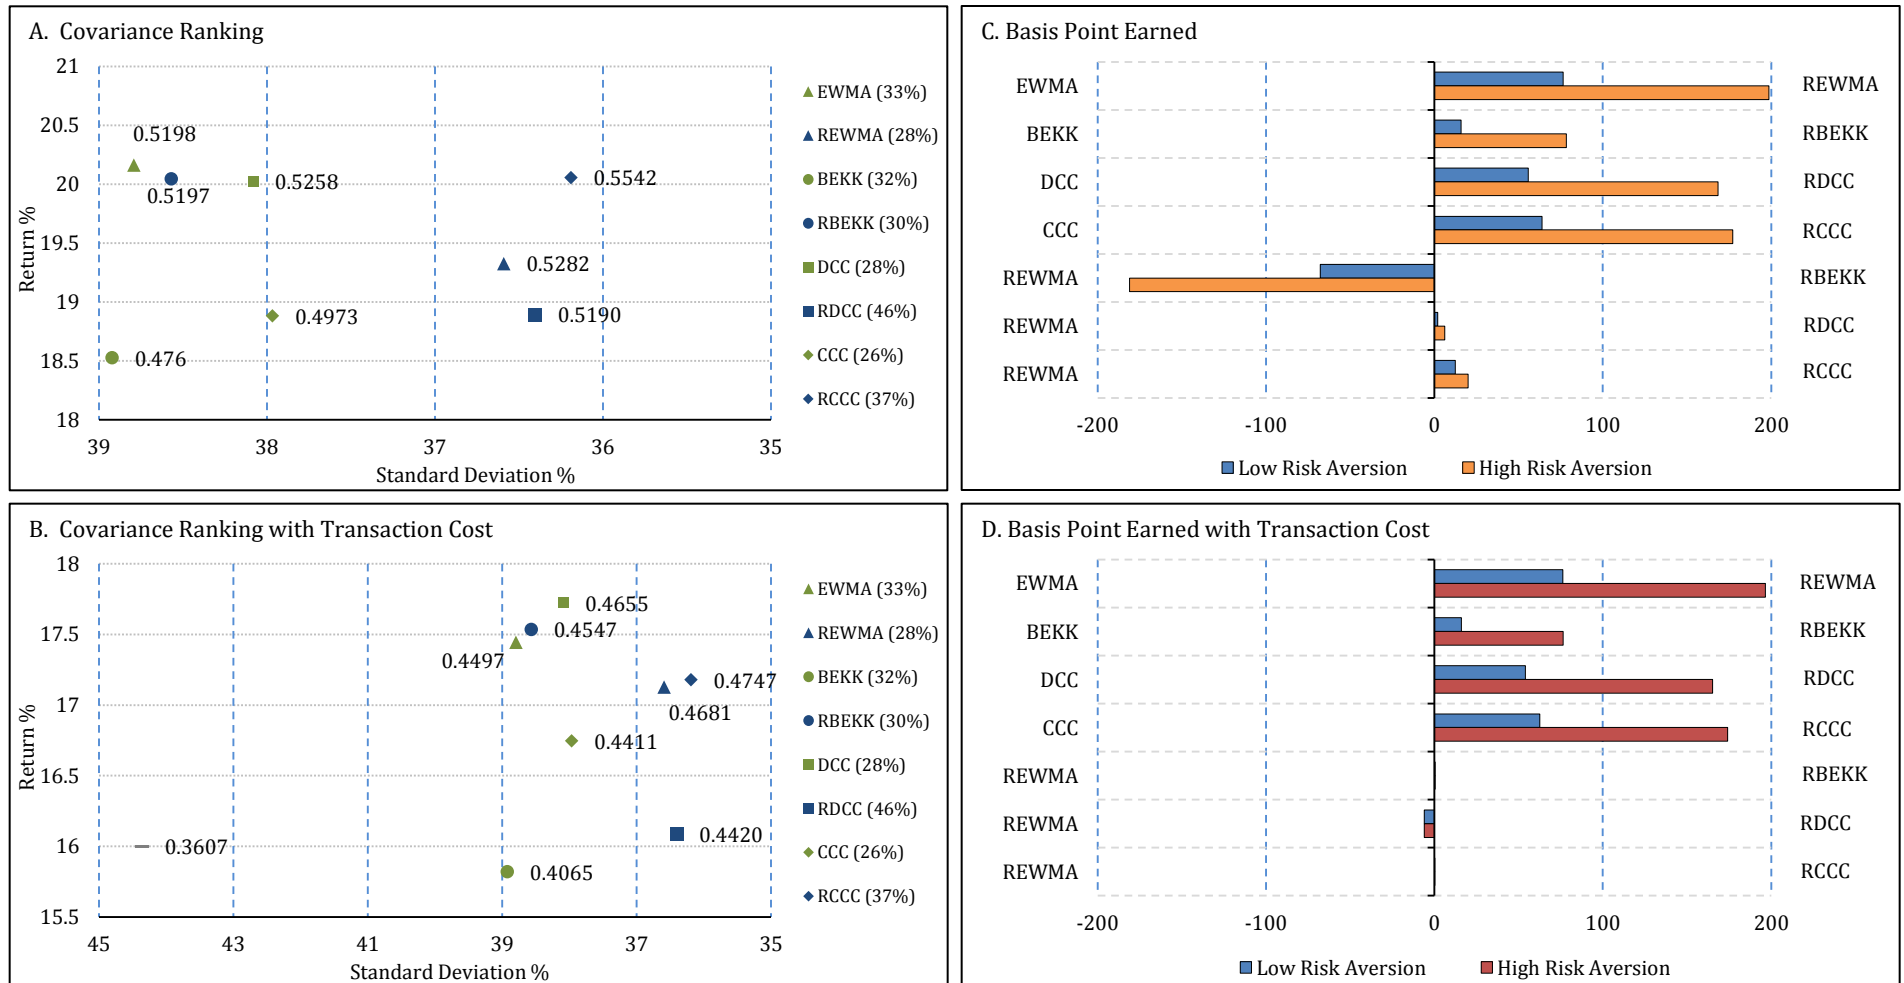 A. Covariance Ranking
21
20.5
20
19.5
19
18.5
18
Return %
0.5198
0.5197
0.5258
0.5542
0.5282
0.4973
0.5190
0.476
39
38
37
36
35
Standard Deviation %
EWMA (33%)
REWMA (28%)
BEKK (32%)
RBEKK (30%)
DCC (28%)
RDCC (46%)
CCC (26%)
RCCC (37%)
C. Basis Point Earned
EWMA REWMA
BEKK RBEKK
DCC RDCC
CCC RCCC
REWMA RBEKK
REWMA RDCC
REWMA RCCC
-200
-100
0
100
200
Low Risk Aversion
High Risk Aversion
B. Covariance Ranking with Transaction Cost
18
17.5
17
16.5
16
15.5
Return %
0.4655
0.4547
0.4497
0.4747
0.4681
0.4411
0.4420
0.3607
0.4065
45
43
41
39
37
35
Standard Deviation %
EWMA (33%)
REWMA (28%)
BEKK (32%)
RBEKK (30%)
DCC (28%)
RDCC (46%)
CCC (26%)
RCCC (37%)
D. Basis Point Earned with Transaction Cost
EWMA REWMA
BEKK RBEKK
DCC RDCC
CCC RCCC
REWMA RBEKK
REWMA RDCC
REWMA RCCC
-200
-100
0
100
200
Low Risk Aversion
High Risk Aversion